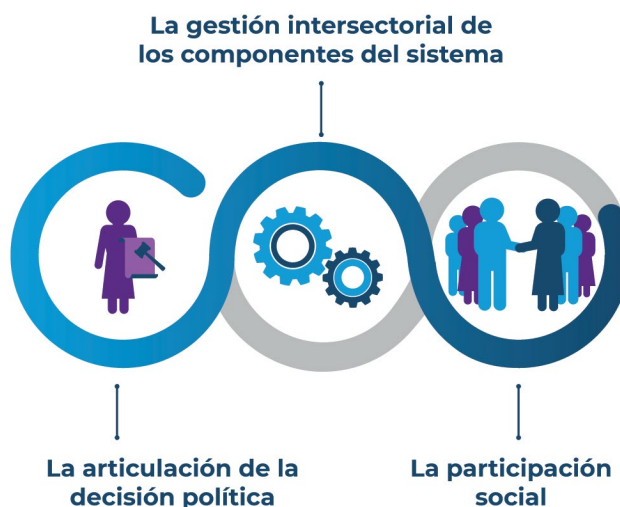 La gestión intersectorial de
los componentes del sistema
La articulación de la
decisión política
La participación
social